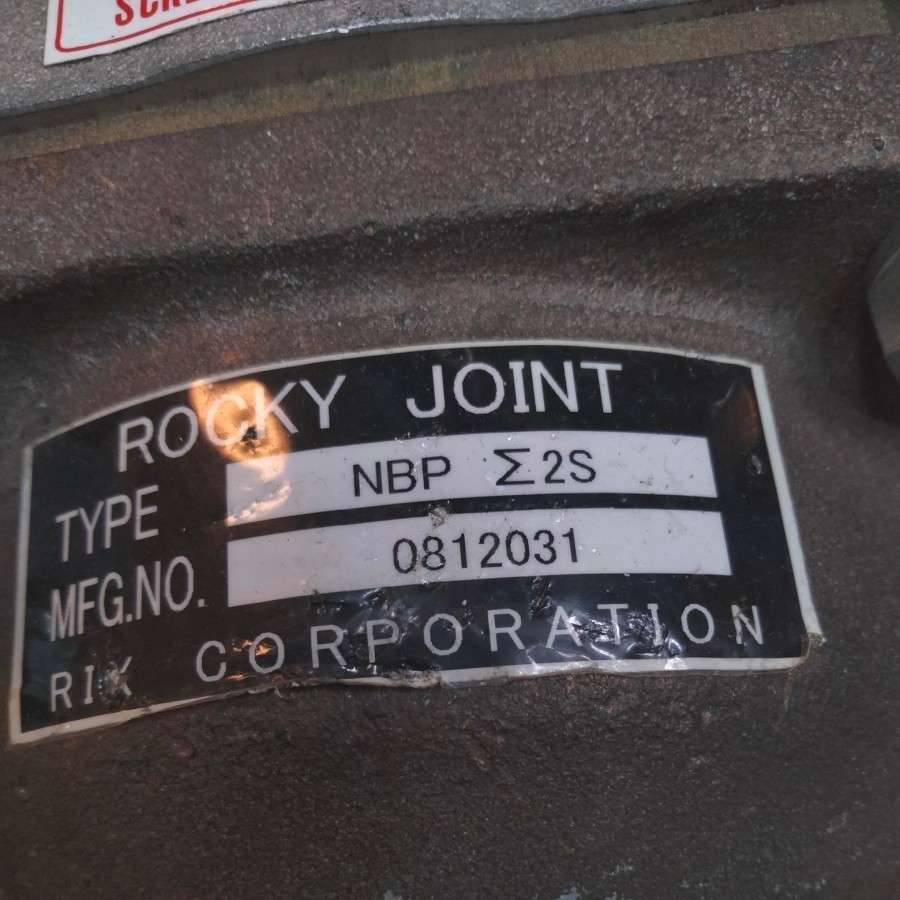 ROCKY JOINT
TYPE NBP Σ2S
MFG.NO. 0812031
RIK CORPORATION